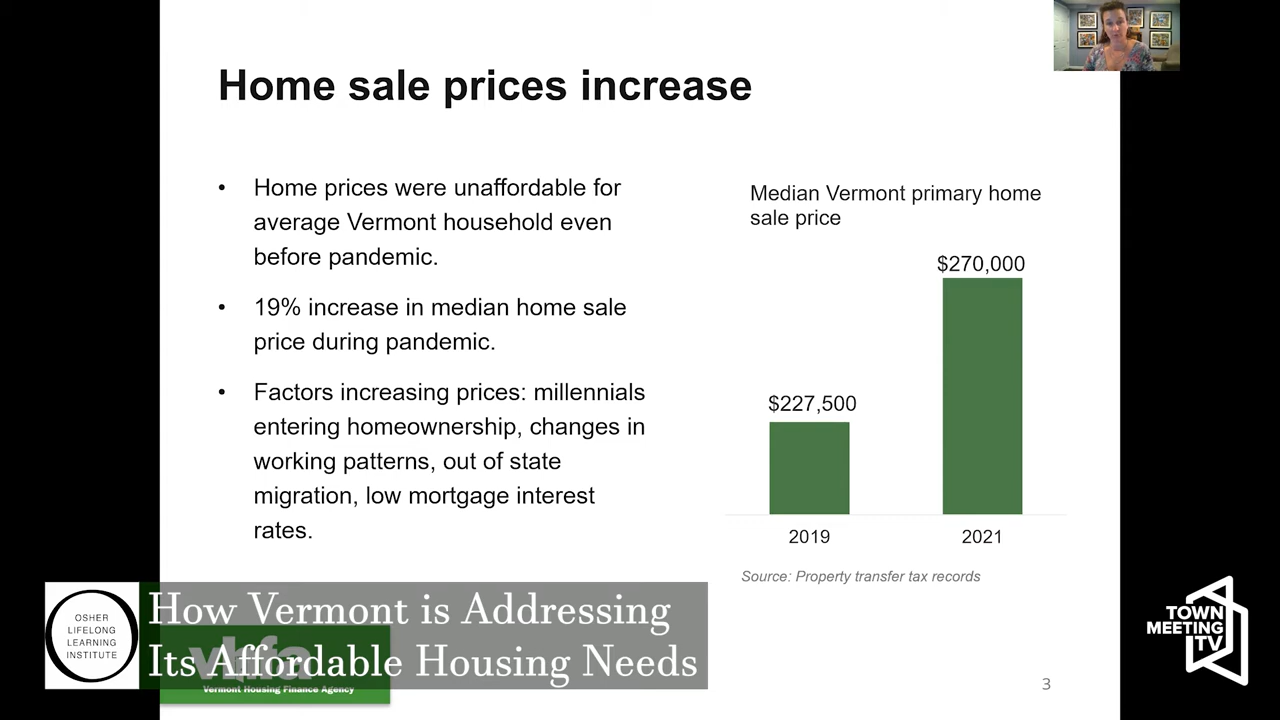 Home sale prices increase
• Home prices were unaffordable for
average Vermont household even
before pandemic.
• 19% increase in median home sale
price during pandemic.
• Factors increasing prices: millennials
entering homeownership, changes in
working patterns, out of state
migration, low mortgage interest
rates.
Median Vermont primary home
sale price
$270,000
$227,500
2019
2021
Source: Property transfer tax records
OSHER
LIFELONG
LEARNING
INSTITUTE
How Vermont is Addressing
Its Affordable Housing Needs
vhfa
Vermont Housing Finance Agency
TOWN
MEETING
TV
3